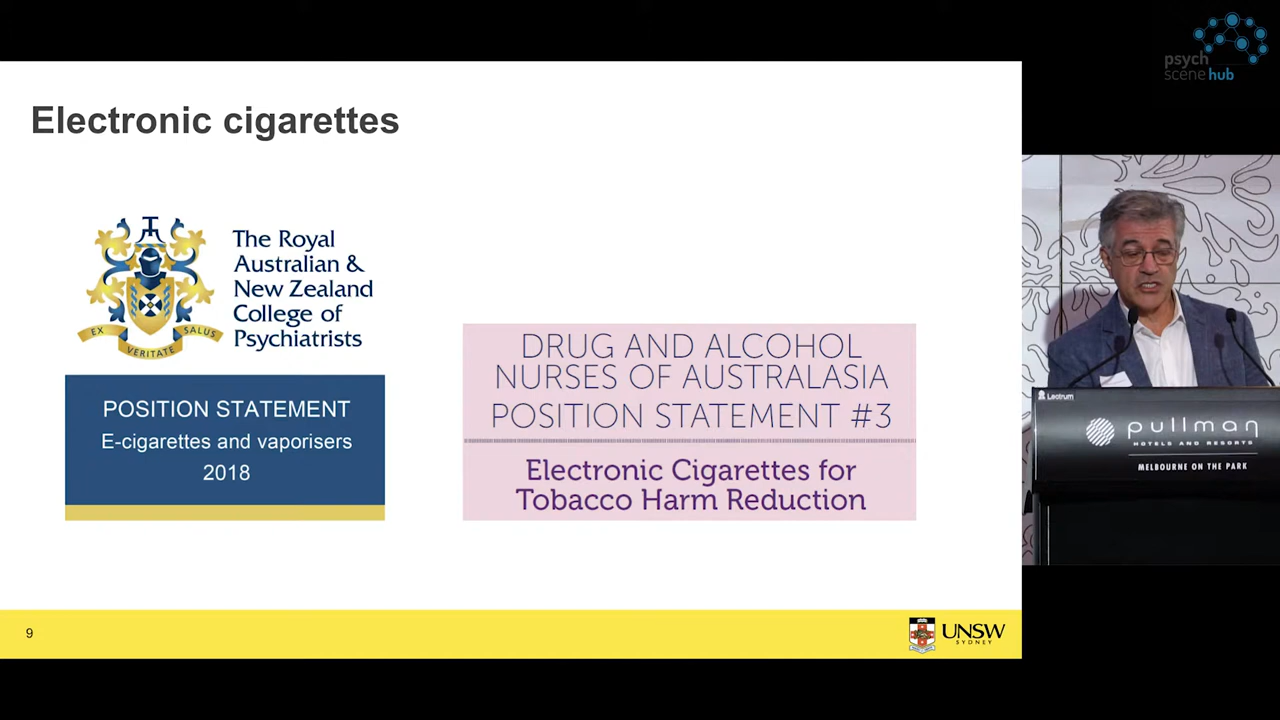 psych
scene hub
Electronic cigarettes
The Royal
Australian &
New Zealand
College of
Psychiatrists
EX
VERITATE
SALUS
POSITION STATEMENT
E-cigarettes and vaporisers
2018
DRUG AND ALCOHOL
NURSES OF AUSTRALASIA
POSITION STATEMENT #3
Electronic Cigarettes for
Tobacco Harm Reduction
Lectrum
pullman
HOTELS AND RESORTS
MELBOURNE ON THE PARK
9
UNSW
SYDNEY